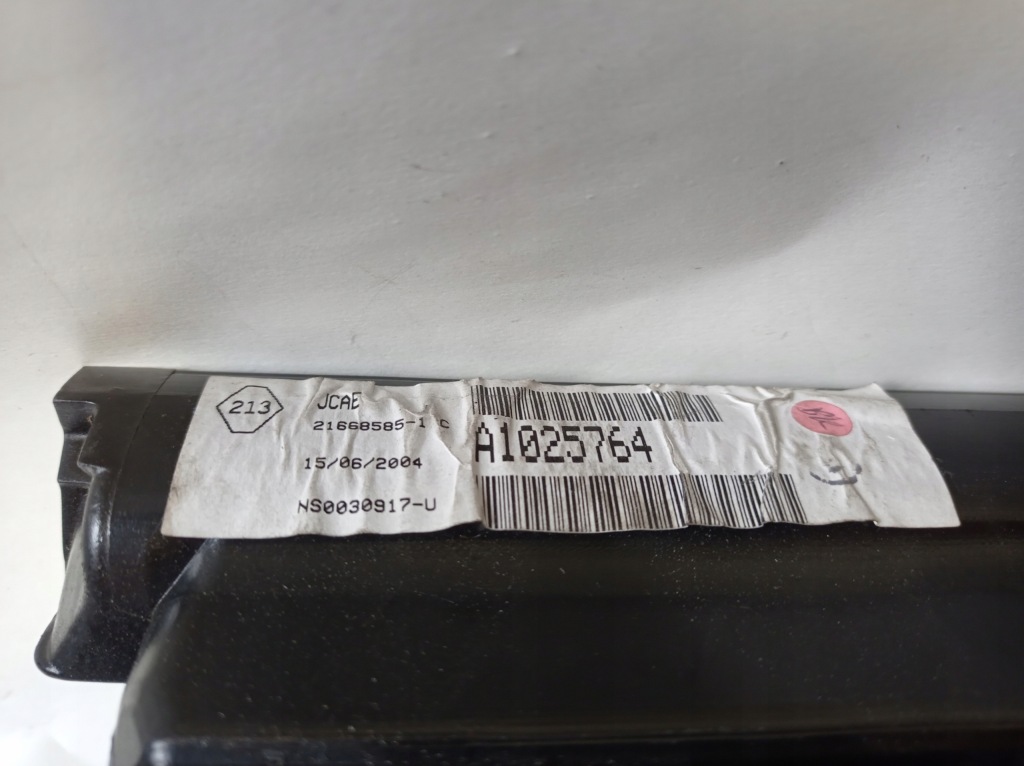 213
JCAE
21668585-1 C
A1025764
15/06/2004
NS0030917-U